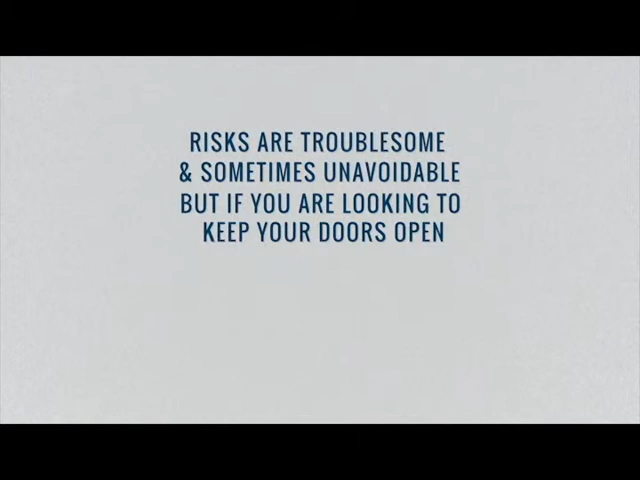 RISKS ARE TROUBLESOME
& SOMETIMES UNAVOIDABLE
BUT IF YOU ARE LOOKING TO
KEEP YOUR DOORS OPEN